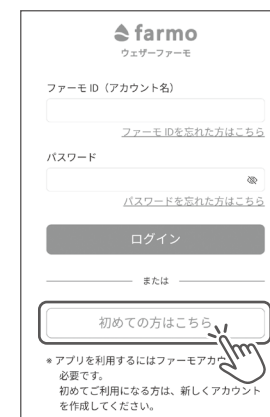 farmo
ウェザーファーモ
ファーモ ID（アカウント名）
ファーモ IDを忘れた方はこちら
パスワード
パスワードを忘れた方はこちら
ログイン
または
初めての方はこちら
* アプリを利用するにはファーモアカウ
必要です。
初めてご利用になる方は、新しくアカウント
を作成してください。